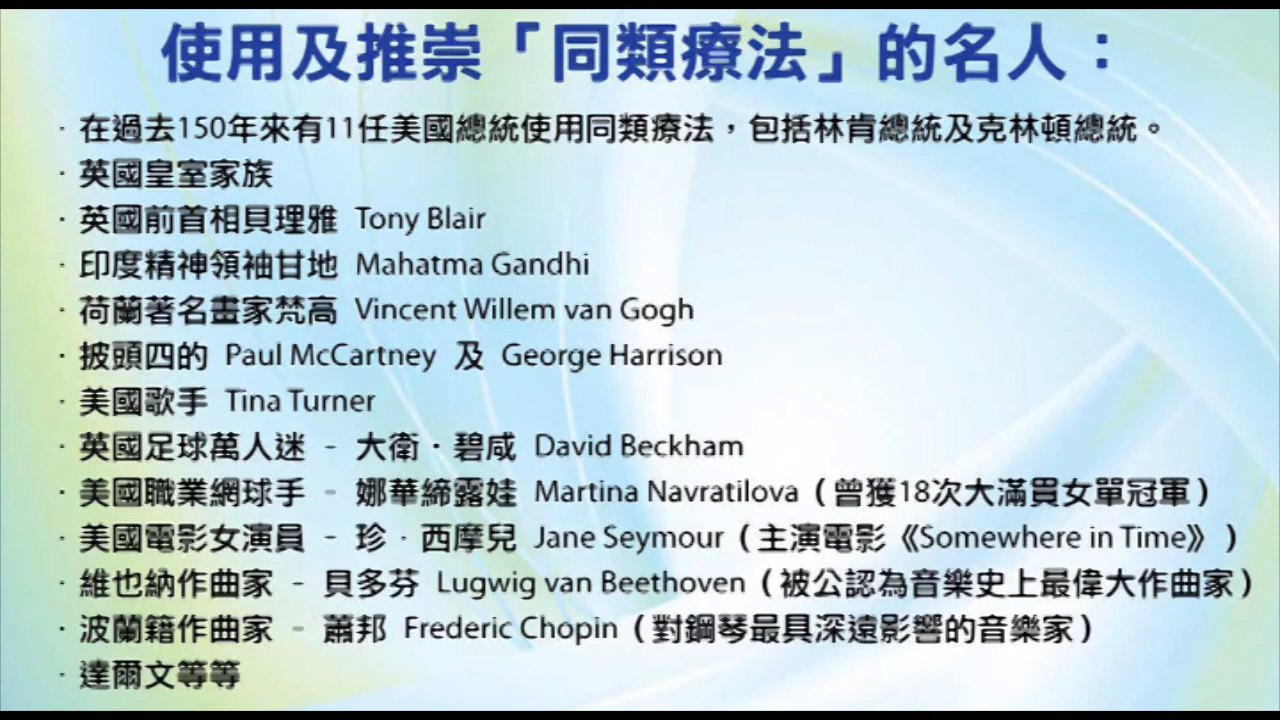 使用及推崇「同類療法」的名人：
· 在過去150年來有11任美國總統使用同類療法，包括林肯總統及克林頓總統。
· 英國皇室家族
· 英國前首相貝理雅 Tony Blair
· 印度精神領袖甘地 Mahatma Gandhi
· 荷蘭著名畫家梵高 Vincent Willem van Gogh
· 披頭四的 Paul McCartney 及 George Harrison
· 美國歌手 Tina Turner
· 英國足球萬人迷 - 大衛·碧咸 David Beckham
· 美國職業網球手 - 娜華締露娃 Martina Navratilova（曾獲18次大滿買女單冠軍）
· 美國電影女演員 - 珍·西摩兒 Jane Seymour（主演電影《Somewhere in Time》）
· 維也納作曲家 - 貝多芬 Lugwig van Beethoven（被公認為音樂史上最偉大作曲家）
· 波蘭籍作曲家 - 蕭邦 Frederic Chopin（對鋼琴最具深遠影響的音樂家）
· 達爾文等等